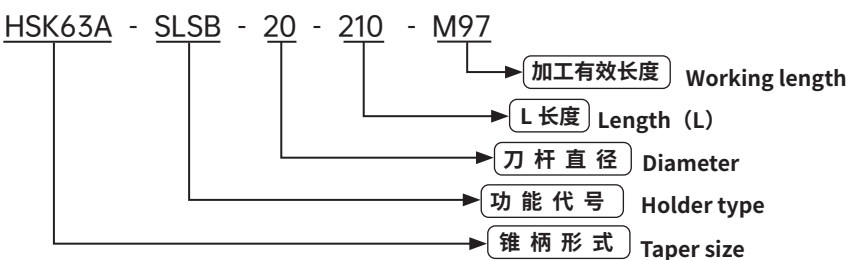 HSK63A - SLSB - 20 - 210 - M97
加工有效长度 Working length
L 长度 Length（L）
刀杆直径 Diameter
功能代号 Holder type
锥柄形式 Taper size